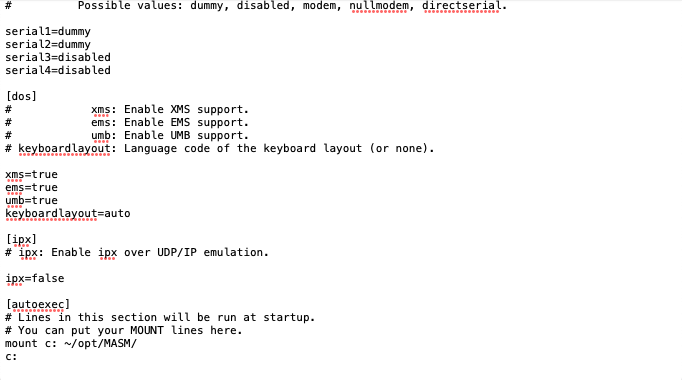 #          Possible values: dummy, disabled, modem, nullmodem, directserial.
serial1=dummy
serial2=dummy
serial3=disabled
serial4=disabled
[dos]
#            xms: Enable XMS support.
#            ems: Enable EMS support.
#            umb: Enable UMB support.
# keyboardlayout: Language code of the keyboard layout (or none).
xms=true
ems=true
umb=true
keyboardlayout=auto
[ipx]
# ipx: Enable ipx over UDP/IP emulation.
ipx=false
[autoexec]
# Lines in this section will be run at startup.
# You can put your MOUNT lines here.
mount c: ~/opt/MASM/
c: